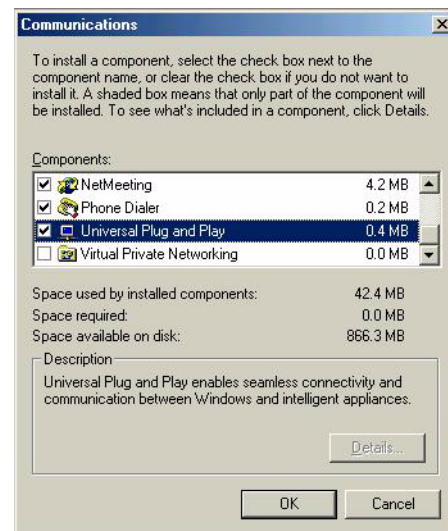 Communications
To install a component, select the check box next to the
component name, or clear the check box if you do not want to
install it. A shaded box means that only part of the component will
be installed. To see what's included in a component, click Details.
Components:
NetMeeting 4.2 MB
Phone Dialer 0.2 MB
Universal Plug and Play 0.4 MB
Virtual Private Networking 0.0 MB
Space used by installed components: 42.4 MB
Space required: 0.0 MB
Space available on disk: 866.3 MB
Description
Universal Plug and Play enables seamless connectivity and
communication between Windows and intelligent appliances.
Details...
OK Cancel